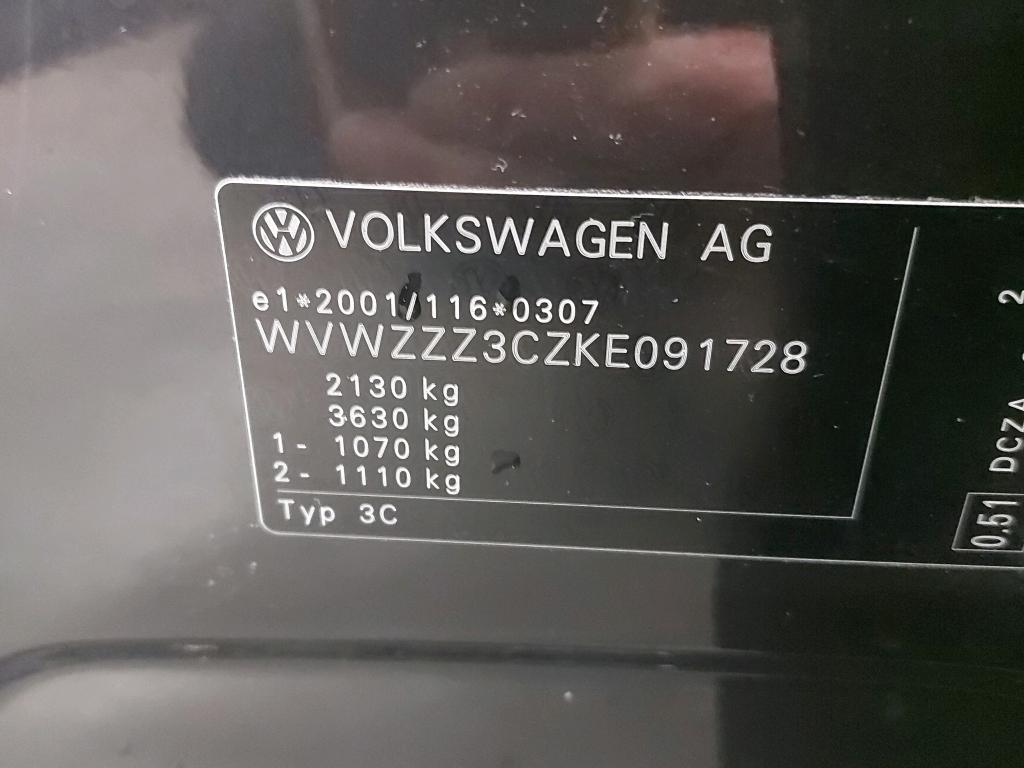 VOLKSWAGEN AG
e1*2001/116*0307
WVWZZZ3CZKE091728
2130 kg
3630 kg
1- 1070 kg
2- 1110 kg
Typ 3C
0.51 DCZA
2